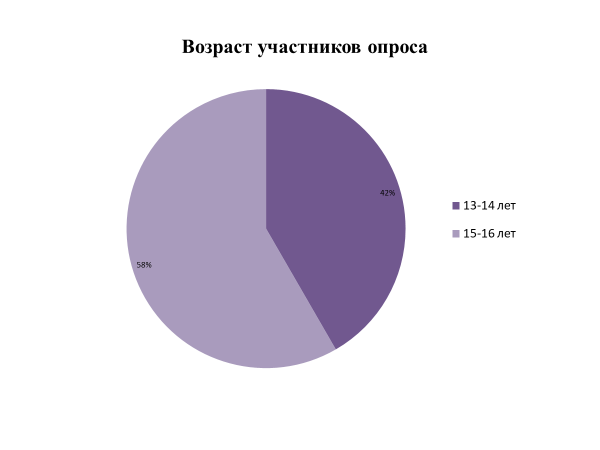 Возраст участников опроса
42%
13-14 лет
15-16 лет
58%